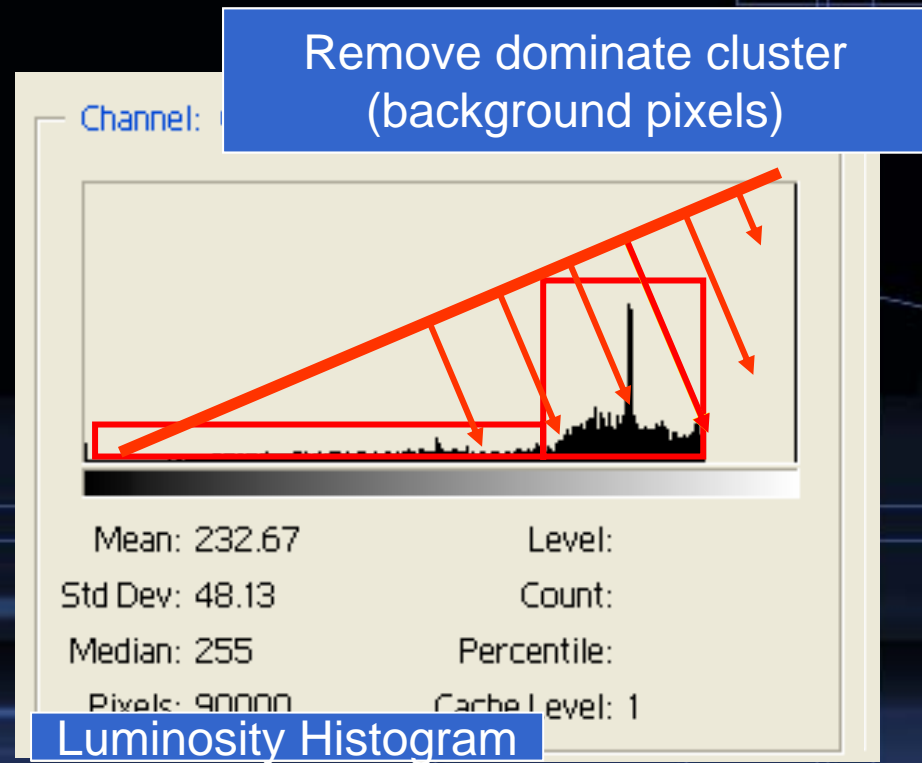 Remove dominate cluster
(background pixels)
Channel:
Mean: 232.67 Level:
Std Dev: 48.13 Count:
Median: 255 Percentile:
Pixels: 90000 Cache Level: 1
Luminosity Histogram